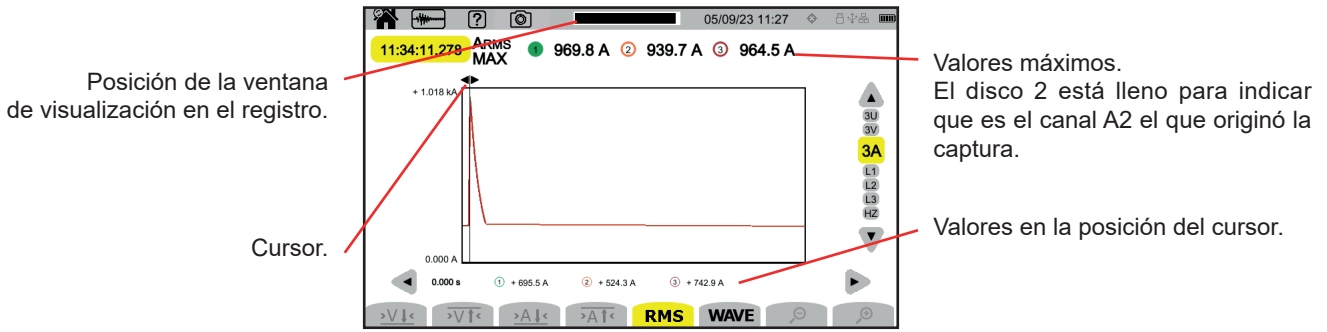 05/09/23 11:27
11:34:11.278 ARMS MAX 1 969.8 A 2 939.7 A 3 964.5 A
Posición de la ventana
de visualización en el registro.
Valores máximos.
El disco 2 está lleno para indicar
que es el canal A2 el que originó la
captura.
+ 1.018 kA
3U
3V
3A
L1
L2
L3
HZ
Cursor.
Valores en la posición del cursor.
0.000 A
0.000 s 1 + 695.5 A 2 + 524.3 A 3 + 742.9 A
>V↓< >V↑< >A↓< >A↑< RMS WAVE